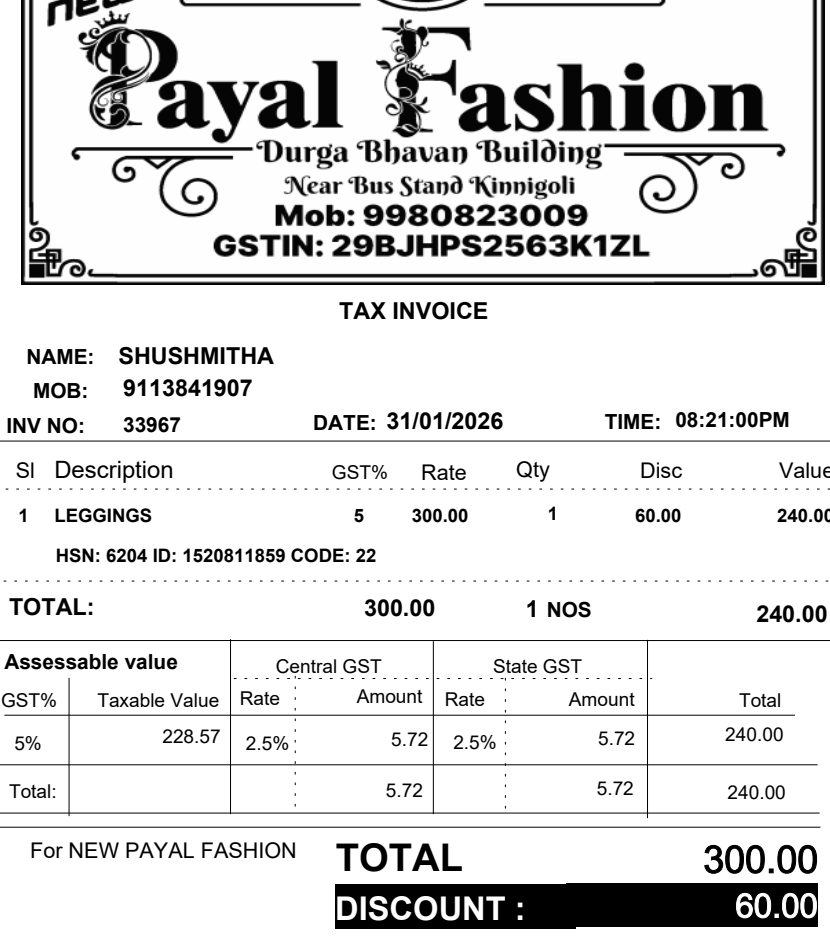 new
Payal Fashion
Durga Bhavan Building
Near Bus Stand Kinnigoli
Mob: 9980823009
GSTIN: 29BJHPS2563K1ZL
TAX INVOICE
NAME: SHUSHMITHA
MOB: 9113841907
INV NO: 33967 DATE: 31/01/2026 TIME: 08:21:00PM
Sl Description GST% Rate Qty Disc Value
1 LEGGINGS 5 300.00 1 60.00 240.00
HSN: 6204 ID: 1520811859 CODE: 22
TOTAL: 300.00 1 NOS 240.00
Assessable value Central GST State GST
GST% Taxable Value Rate Amount Rate Amount Total
5% 228.57 2.5% 5.72 2.5% 5.72 240.00
Total: 5.72 5.72 240.00
For NEW PAYAL FASHION TOTAL 300.00
DISCOUNT : 60.00